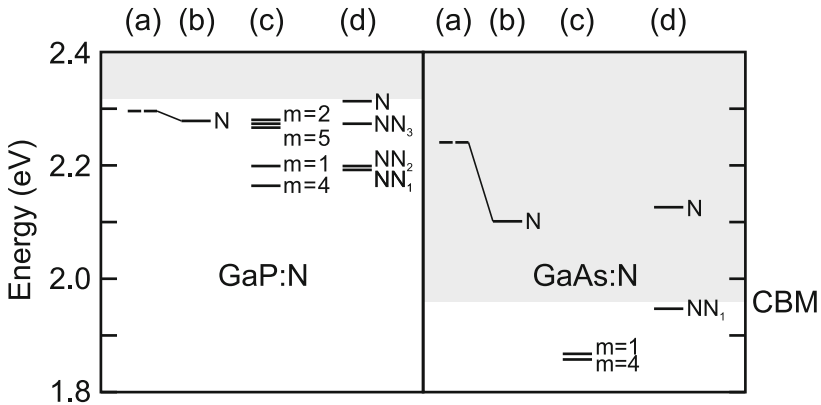 (a) (b) (c) (d) (a) (b) (c) (d)
2.4
2.2
2.0
1.8
Energy (eV)
N
m=2
m=5
m=1
m=4
N
NN₃
NN₂
NN₁
GaP:N
N
m=1
m=4
N
NN₁
GaAs:N
CBM